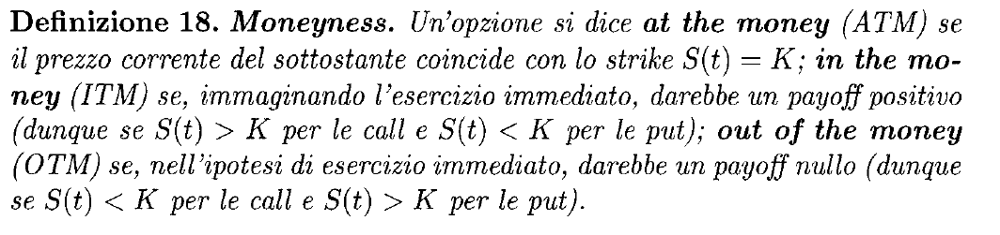 Definizione 18. Moneyness. Un'opzione si dice at the money (ATM) se
il prezzo corrente del sottostante coincide con lo strike S(t) = K; in the mo-
ney (ITM) se, immaginando l'esercizio immediato, darebbe un payoff positivo
(dunque se S(t) > K per le call e S(t) < K per le put); out of the money
(OTM) se, nell'ipotesi di esercizio immediato, darebbe un payoff nullo (dunque
se S(t) < K per le call e S(t) > K per le put).